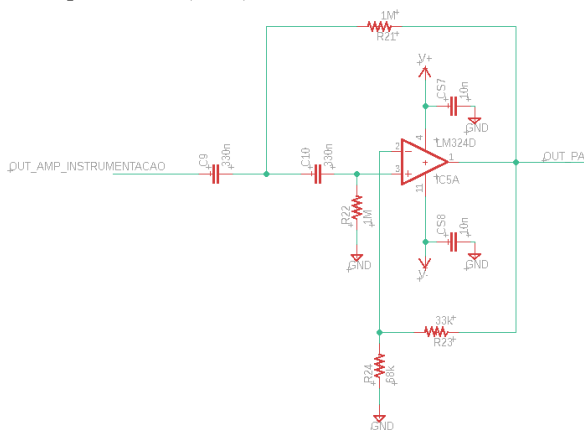 1M
R21
V+
CS7
10n
GND
4
LM324D
C9
330n
C10
330n
2
1
OUT_AMP_INSTRUMENTACAO
OUT_PA
3
IC5A
R22
1M
11
CS8
10n
GND
GND
V-
33k
R23
R24
68k
GND